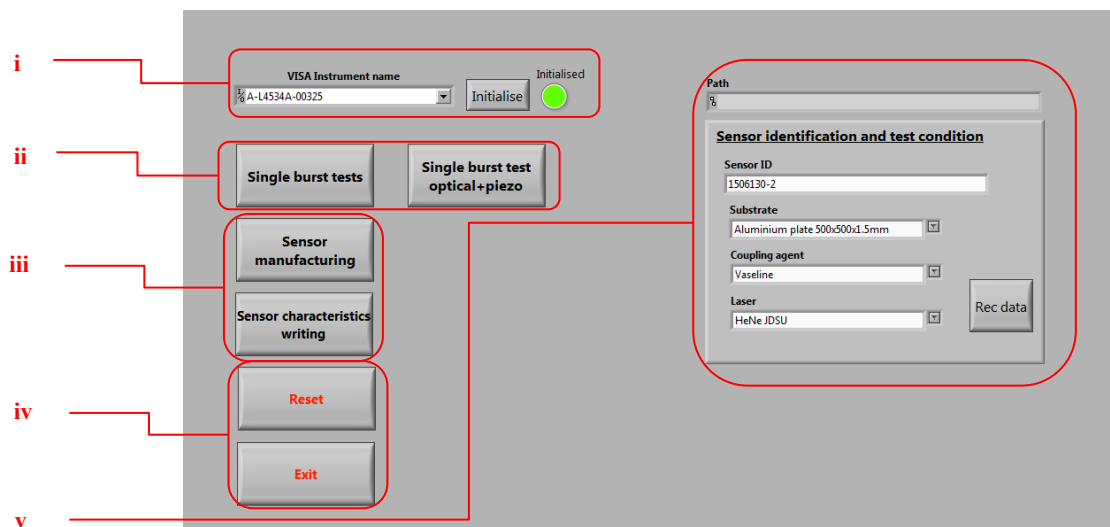 i
VISA Instrument name
Initialised
I/O A-L4534A-00325
Initialise
ii
Single burst tests
Single burst test
optical+piezo
iii
Sensor
manufacturing
Sensor characteristics
writing
iv
Reset
Exit
v
Path
Sensor identification and test condition
Sensor ID
1506130-2
Substrate
Aluminium plate 500x500x1.5mm
Coupling agent
Vaseline
Laser
HeNe JDSU
Rec data